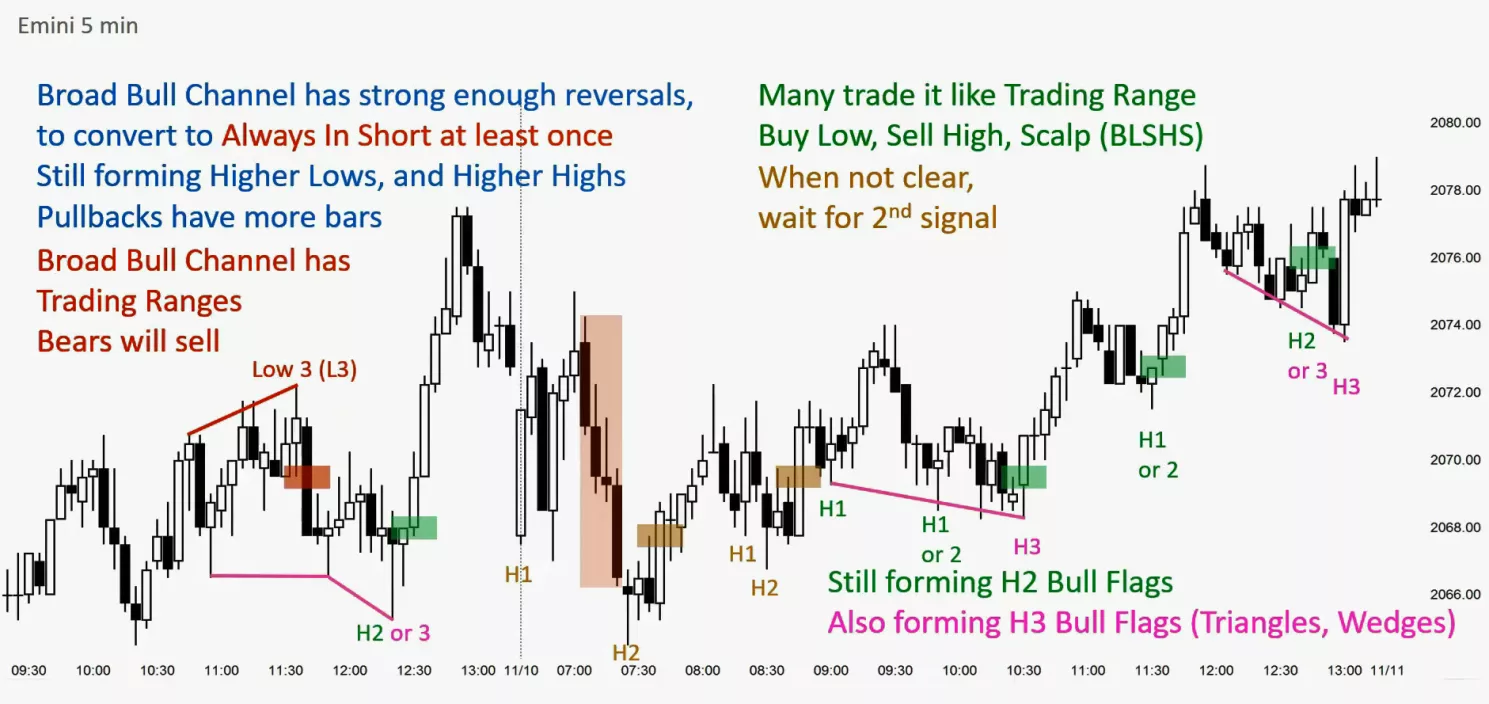 Emini 5 min
Broad Bull Channel has strong enough reversals,
to convert to Always In Short at least once
Still forming Higher Lows, and Higher Highs
Pullbacks have more bars
Broad Bull Channel has
Trading Ranges
Bears will sell
Many trade it like Trading Range
Buy Low, Sell High, Scalp (BLSHS)
When not clear,
wait for 2nd signal
Low 3 (L3)
H2 or 3
H1
H2
H1
H2
H1
H1
or 2
H3
H1
or 2
H2
or 3
H3
Still forming H2 Bull Flags
Also forming H3 Bull Flags (Triangles, Wedges)
2080.00
2078.00
2076.00
2074.00
2072.00
2070.00
2068.00
2066.00
09:30 10:00 10:30 11:00 11:30 12:00 12:30 13:00 11/10 07:00 07:30 08:00 08:30 09:00 09:30 10:00 10:30 11:00 11:30 12:00 12:30 13:00 11/11